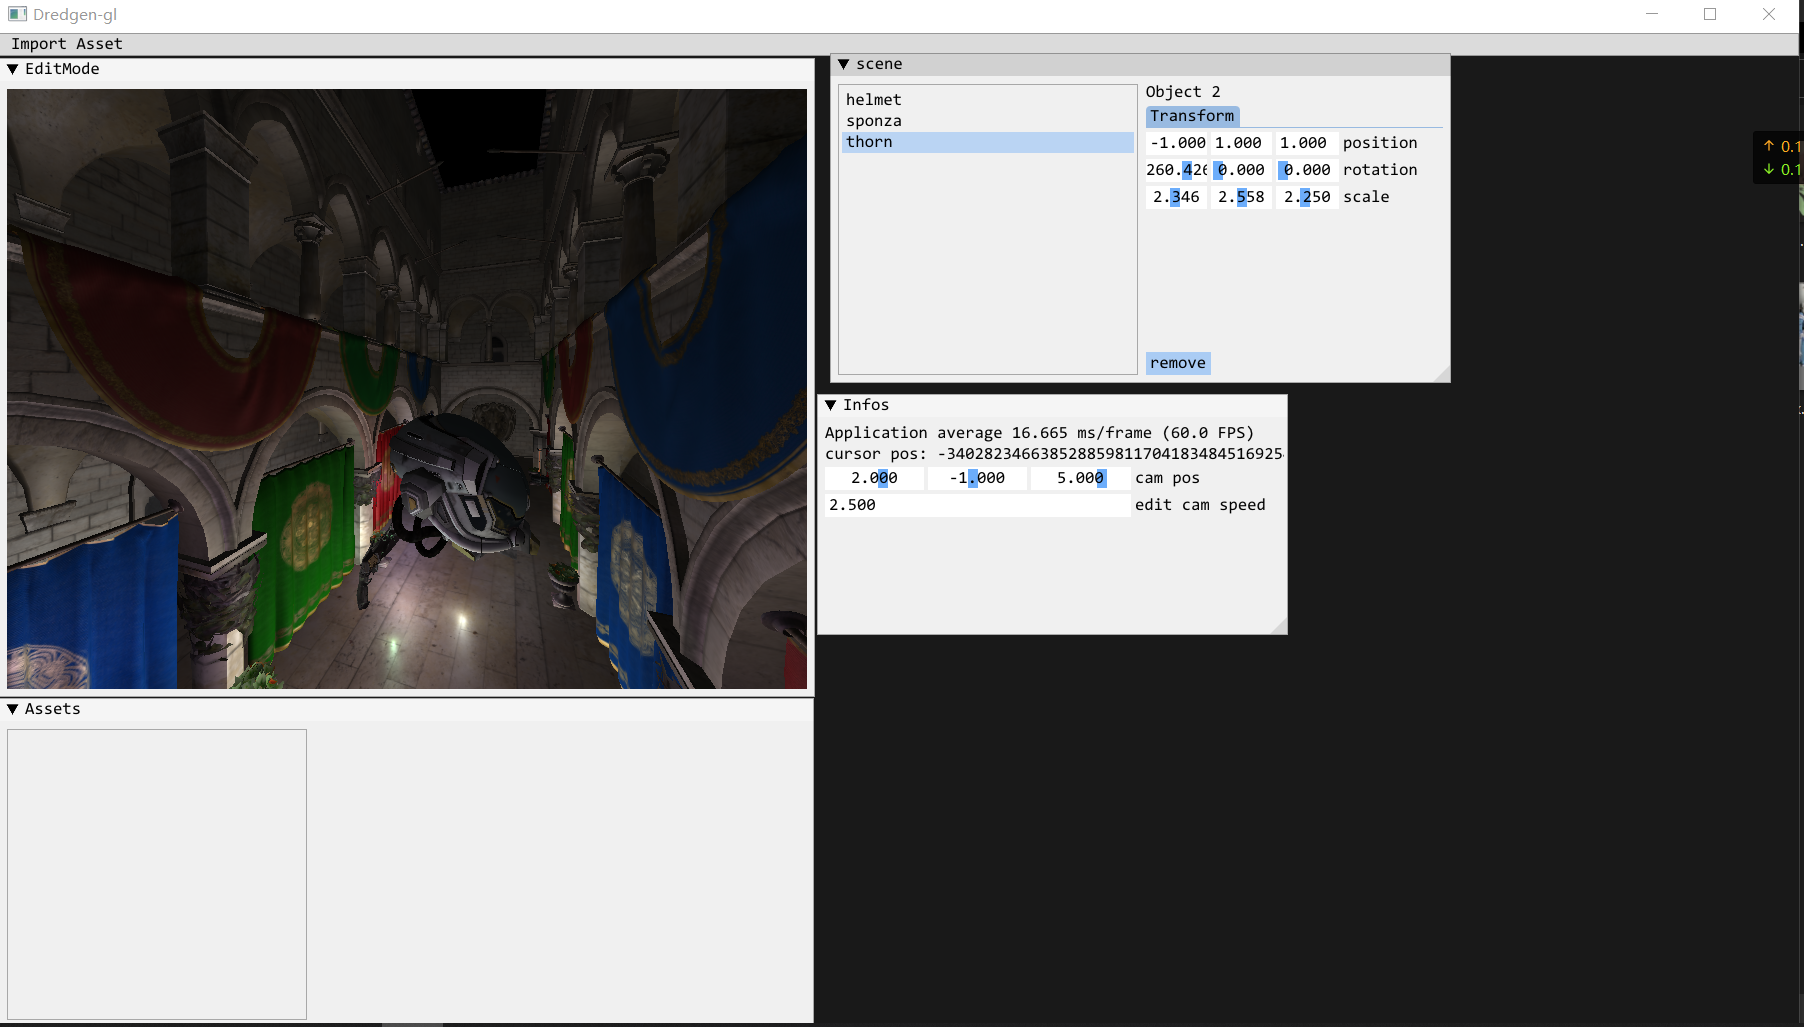 Dredgen-gl
Import Asset
EditMode
scene
helmet
sponza
thorn
Object 2
Transform
-1.000 1.000 1.000 position
260.426 0.000 0.000 rotation
2.346 2.558 2.250 scale
remove
↑ 0.1
↓ 0.1
Infos
Application average 16.665 ms/frame (60.0 FPS)
cursor pos: -3402823466385288598117041834845169254
2.000 -1.000 5.000 cam pos
2.500 edit cam speed
Assets